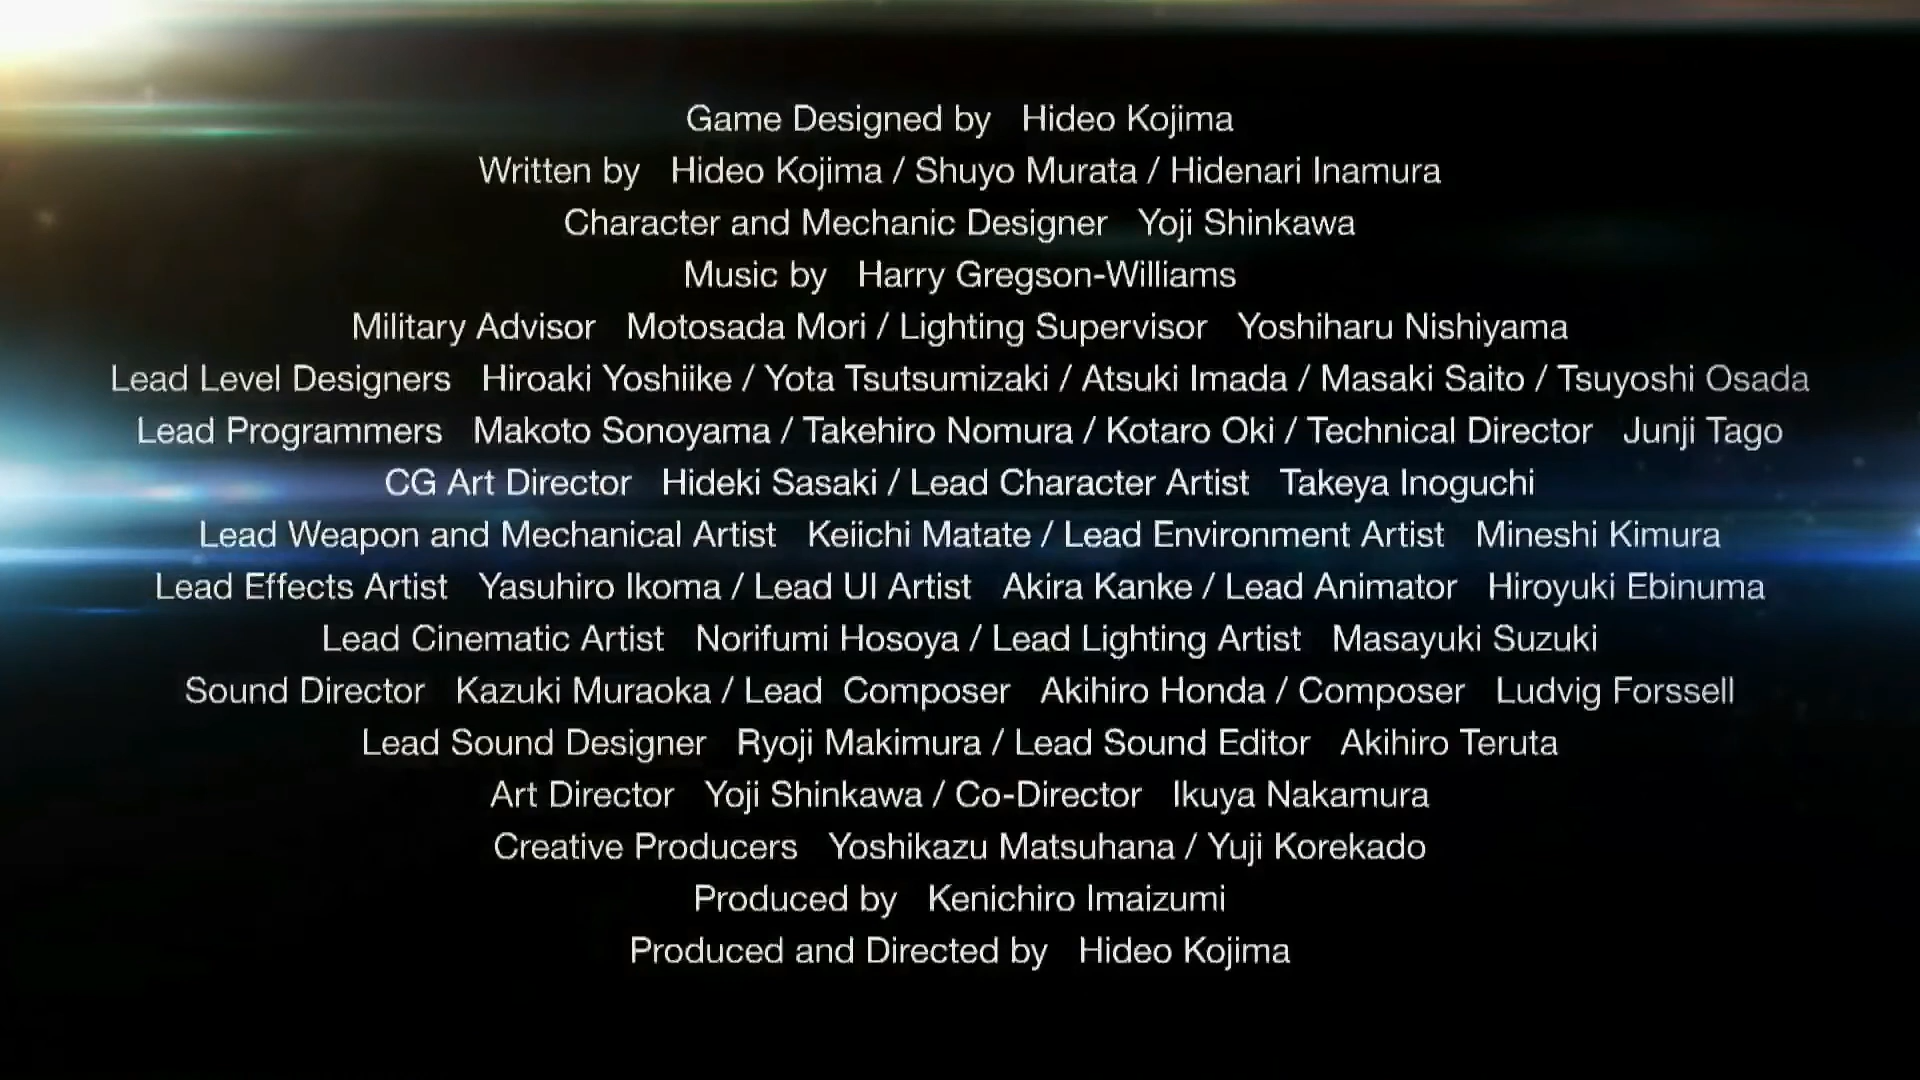 Game Designed by Hideo Kojima
Written by Hideo Kojima / Shuyo Murata / Hidenari Inamura
Character and Mechanic Designer Yoji Shinkawa
Music by Harry Gregson-Williams
Military Advisor Motosada Mori / Lighting Supervisor Yoshiharu Nishiyama
Lead Level Designers Hiroaki Yoshiike / Yota Tsutsumizaki / Atsuki Imada / Masaki Saito / Tsuyoshi Osada
Lead Programmers Makoto Sonoyama / Takehiro Nomura / Kotaro Oki / Technical Director Junji Tago
CG Art Director Hideki Sasaki / Lead Character Artist Takeya Inoguchi
Lead Weapon and Mechanical Artist Keiichi Matate / Lead Environment Artist Mineshi Kimura
Lead Effects Artist Yasuhiro Ikoma / Lead UI Artist Akira Kanke / Lead Animator Hiroyuki Ebinuma
Lead Cinematic Artist Norifumi Hosoya / Lead Lighting Artist Masayuki Suzuki
Sound Director Kazuki Muraoka / Lead Composer Akihiro Honda / Composer Ludvig Forssell
Lead Sound Designer Ryoji Makimura / Lead Sound Editor Akihiro Teruta
Art Director Yoji Shinkawa / Co-Director Ikuya Nakamura
Creative Producers Yoshikazu Matsuhana / Yuji Korekado
Produced by Kenichiro Imaizumi
Produced and Directed by Hideo Kojima